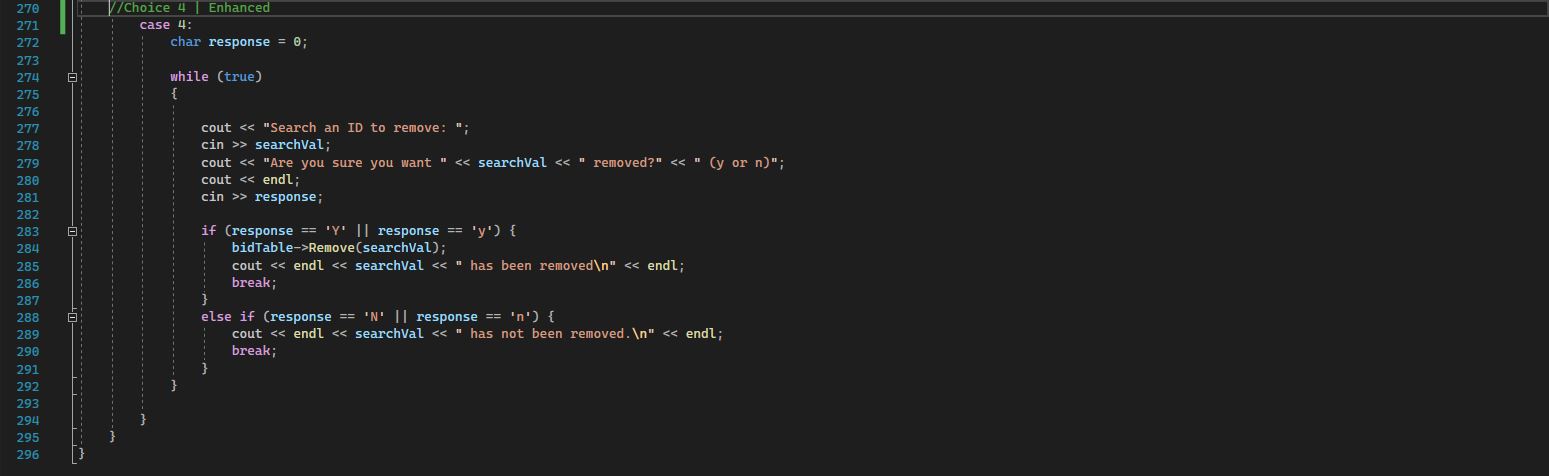 270 //Choice 4 | Enhanced
271 case 4:
272 char response = 0;
273
274 while (true)
275 {
276
277 cout << "Search an ID to remove: ";
278 cin >> searchVal;
279 cout << "Are you sure you want " << searchVal << " removed?" << " (y or n)";
280 cout << endl;
281 cin >> response;
282
283 if (response == 'Y' || response == 'y') {
284 bidTable->Remove(searchVal);
285 cout << endl << searchVal << " has been removed\n" << endl;
286 break;
287 }
288 else if (response == 'N' || response == 'n') {
289 cout << endl << searchVal << " has not been removed.\n" << endl;
290 break;
291 }
292 }
293
294 }
295 }
296 }